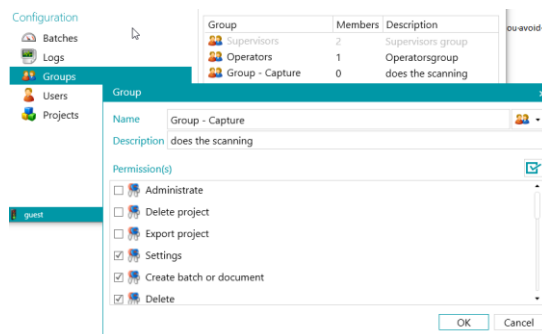 Configuration
Batches
Logs
Groups
Users
Projects
guest
Group Members Description
Supervisors 2 Supervisors group
Operators 1 Operatorsgroup
Group - Capture 0 does the scanning
Group
Name Group - Capture
Description does the scanning
Permission(s)
Administrate
Delete project
Export project
Settings
Create batch or document
Delete
OK Cancel